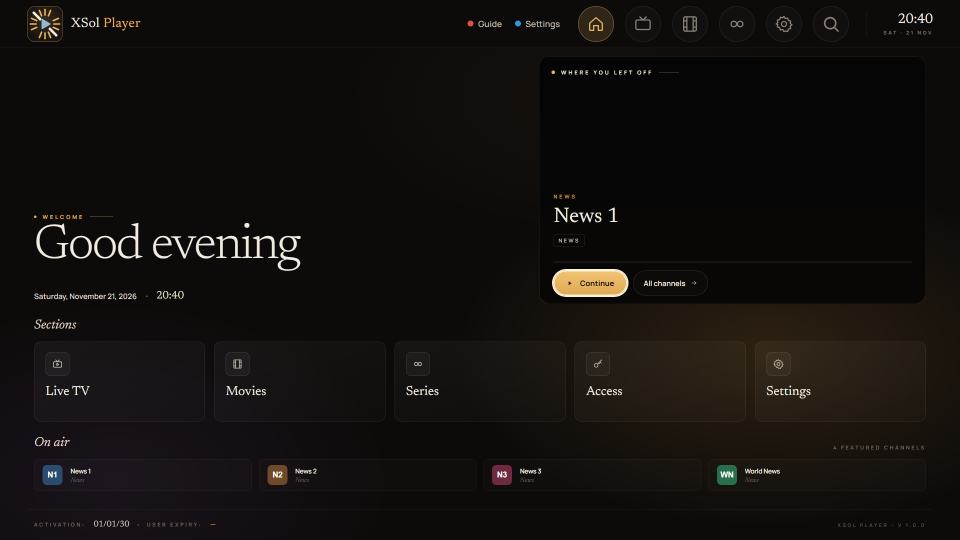 XSol Player
Guide
Settings
20:40
SAT · 21 NOV
WHERE YOU LEFT OFF
NEWS
News 1
NEWS
Continue
All channels →
WELCOME
Good evening
Saturday, November 21, 2026 · 20:40
Sections
Live TV
Movies
Series
Access
Settings
On air
4 FEATURED CHANNELS
N1 News 1
News
N2 News 2
News
N3 News 3
News
WN World News
News
ACTIVATION: 01/01/30 · USER EXPIRY: –
XSOL PLAYER · V 1.0.0